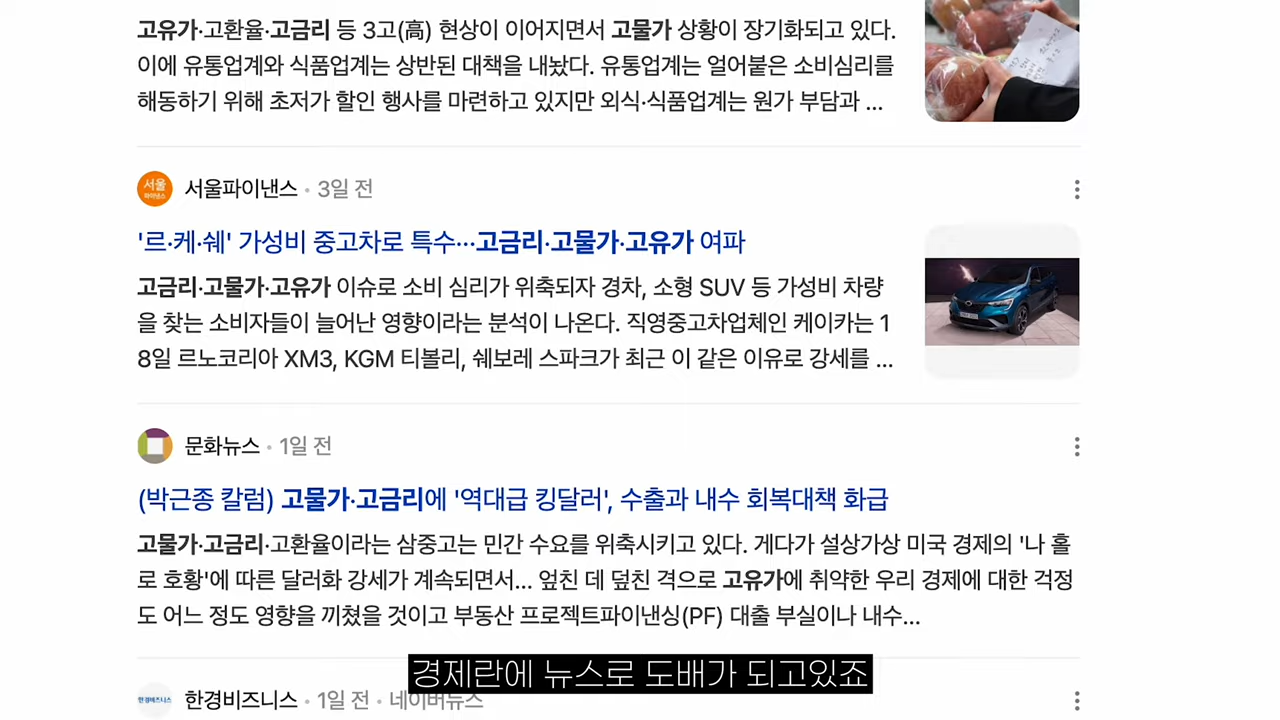 고유가·고환율·고금리 등 3고(高) 현상이 이어지면서 고물가 상황이 장기화되고 있다.
이에 유통업계와 식품업계는 상반된 대책을 내놨다. 유통업계는 얼어붙은 소비심리를
해동하기 위해 초저가 할인 행사를 마련하고 있지만 외식·식품업계는 원가 부담과 ...
서울
파이낸스
서울파이낸스 · 3일 전
'르·케·쉐' 가성비 중고차로 특수···고금리·고물가·고유가 여파
고금리·고물가·고유가 이슈로 소비 심리가 위축되자 경차, 소형 SUV 등 가성비 차량
을 찾는 소비자들이 늘어난 영향이라는 분석이 나온다. 직영중고차업체인 케이카는 1
8일 르노코리아 XM3, KGM 티볼리, 쉐보레 스파크가 최근 이 같은 이유로 강세를 ...
문화뉴스 · 1일 전
(박근종 칼럼) 고물가·고금리에 '역대급 킹달러', 수출과 내수 회복대책 화급
고물가·고금리·고환율이라는 삼중고는 민간 수요를 위축시키고 있다. 게다가 설상가상 미국 경제의 '나 홀
로 호황'에 따른 달러화 강세가 계속되면서... 엎친 데 덮친 격으로 고유가에 취약한 우리 경제에 대한 걱정
도 어느 정도 영향을 끼쳤을 것이고 부동산 프로젝트파이낸싱(PF) 대출 부실이나 내수...
경제란에 뉴스로 도배가 되고있죠
한경비즈니스
한경비즈니스 · 1일 전 · 네이버뉴스